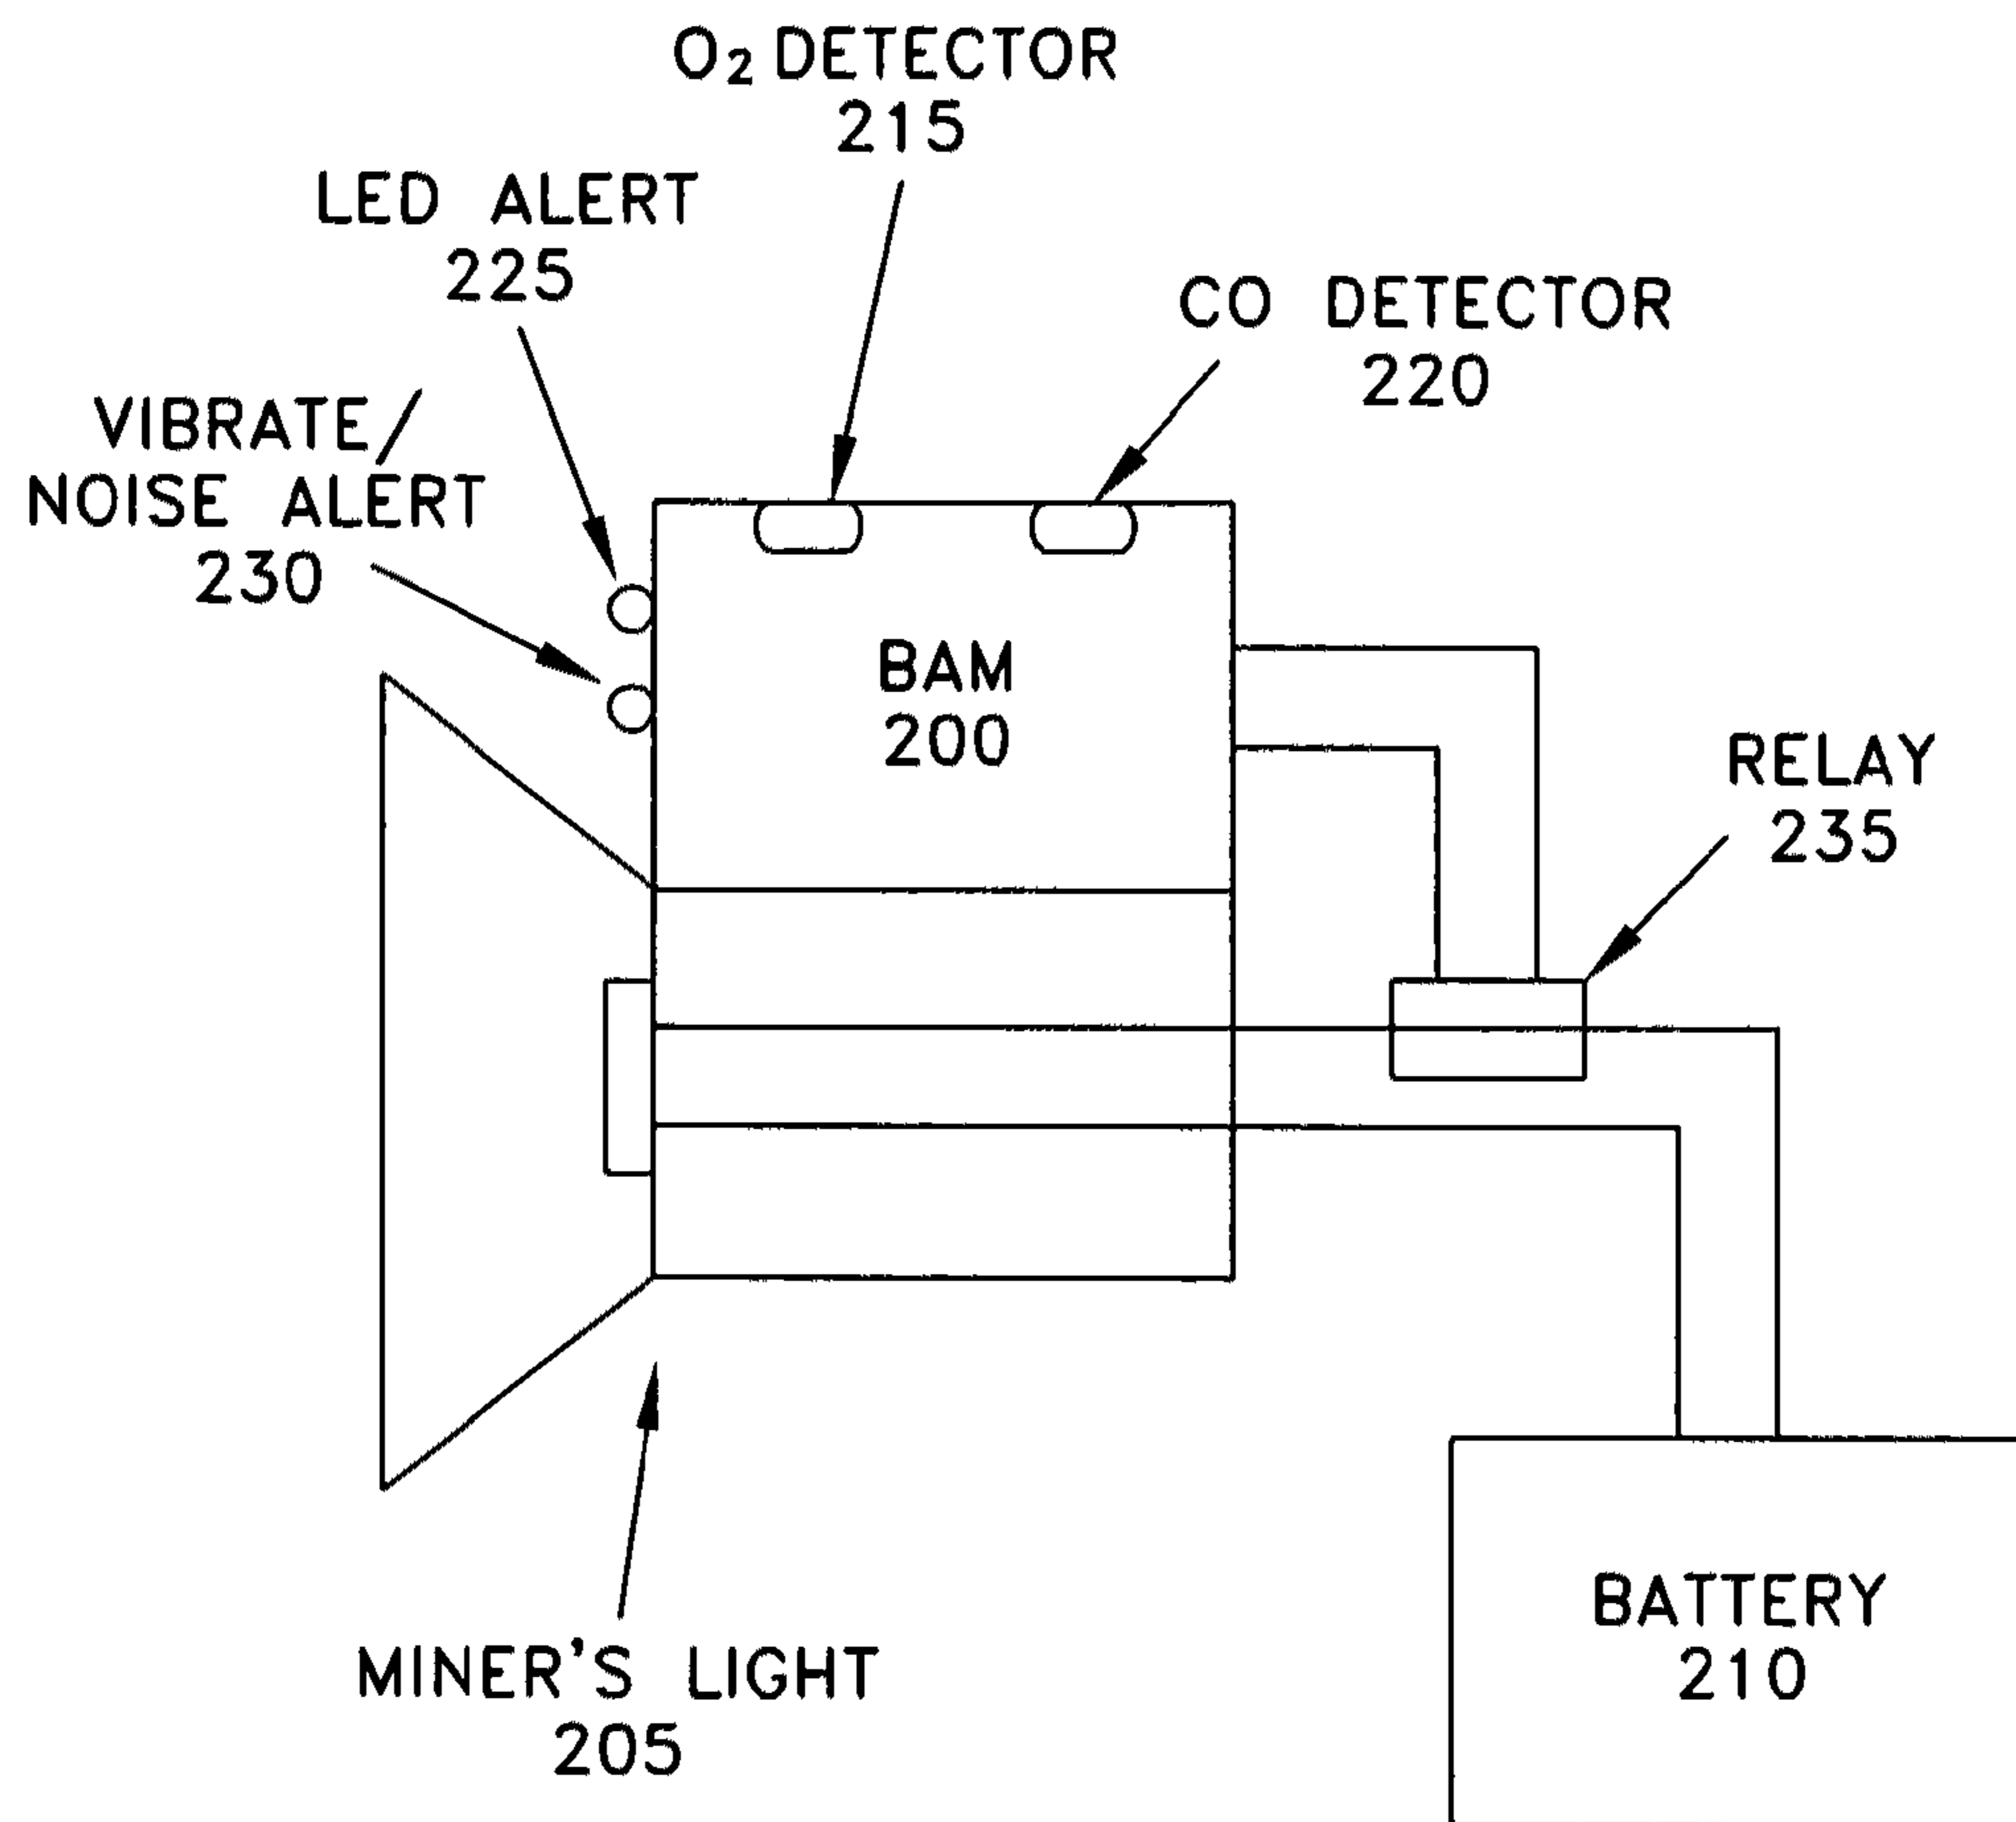 O₂ DETECTOR
215
LED ALERT
225
CO DETECTOR
220
VIBRATE/
NOISE ALERT
230
BAM
200
RELAY
235
BATTERY
210
MINER'S LIGHT
205